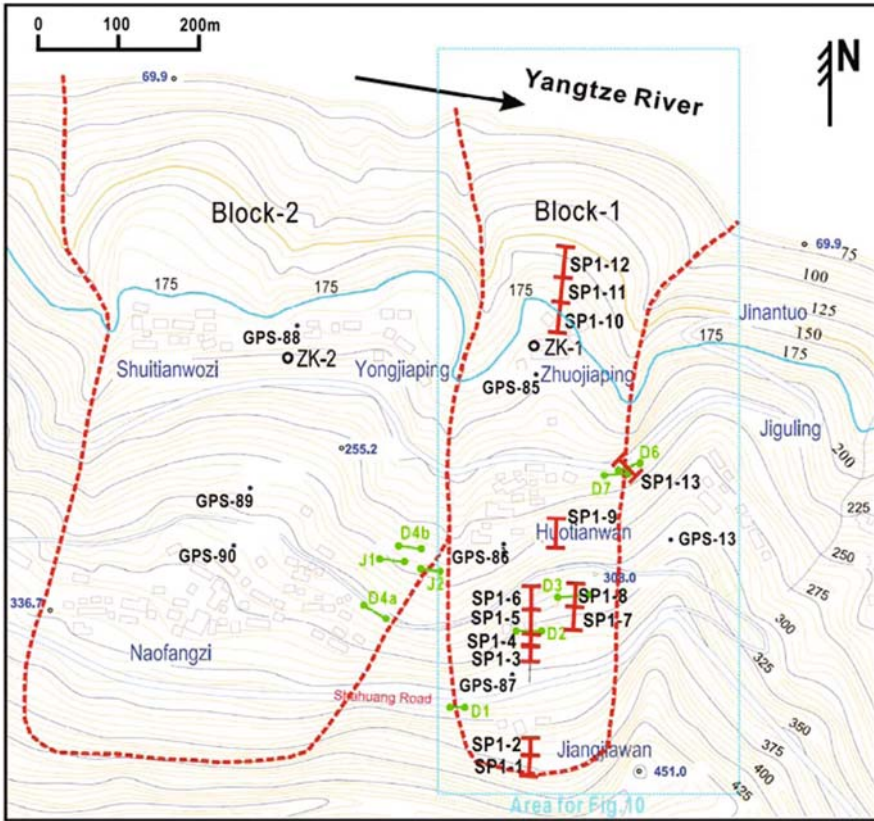 0 100 200m
69.9
Yangtze River
N
Block-2
Block-1
69.9
75
SP1-12
100
175
175
175
SP1-11
125
Jinantuo
150
SP1-10
175
GPS-88
ZK-2
ZK-1
Shuitianwozi
Yongjiaping
Zhuojiaping
GPS-85
Jiguling
255.2
D6
200
D7
SP1-13
GPS-89
225
SP1-9
D4b
Huotianwan
GPS-13
GPS-90
J1
GPS-86
250
J2
303.0
275
D3
SP1-8
SP1-6
336.7
D4a
SP1-5
SP1-7
300
D2
SP1-4
325
Naofangzi
SP1-3
GPS-87
Shahuang Road
D1
350
SP1-2
Jiangjiawan
375
SP1-1
400
451.0
425
Area for Fig.10